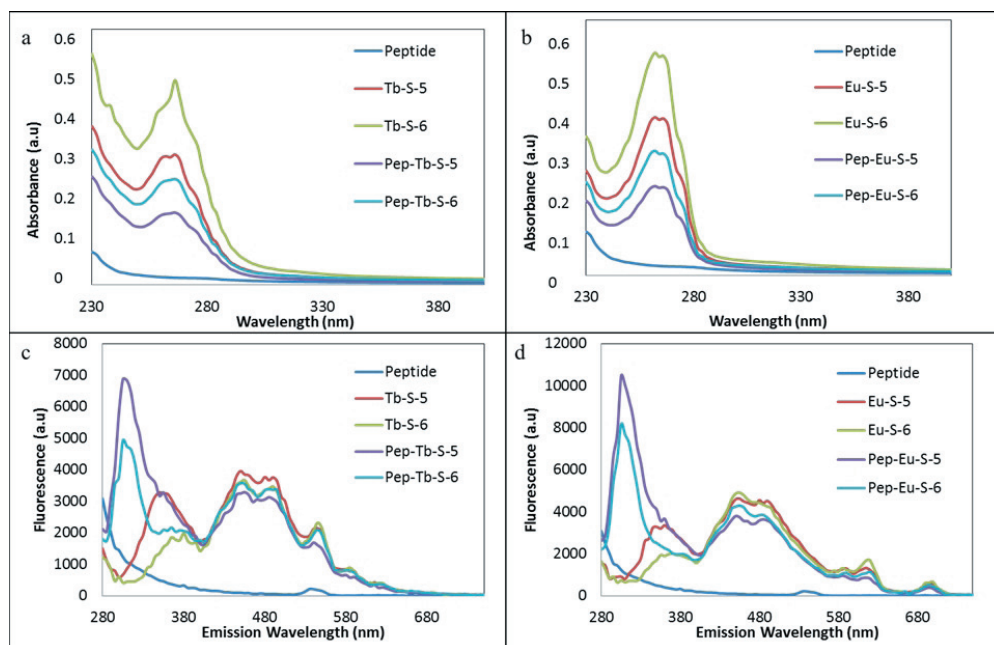 a
0.6
0.5
0.4
0.3
0.2
0.1
0
Absorbance (a.u)
230 280 330 380
Wavelength (nm)
Peptide
Tb-S-5
Tb-S-6
Pep-Tb-S-5
Pep-Tb-S-6
b
0.6
0.5
0.4
0.3
0.2
0.1
0
Absorbance (a.u)
230 280 330 380
Wavelength (nm)
Peptide
Eu-S-5
Eu-S-6
Pep-Eu-S-5
Pep-Eu-S-6
c
8000
7000
6000
5000
4000
3000
2000
1000
0
Fluorescence (a.u)
280 380 480 580 680
Emission Wavelength (nm)
Peptide
Tb-S-5
Tb-S-6
Pep-Tb-S-5
Pep-Tb-S-6
d
12000
10000
8000
6000
4000
2000
0
Fluorescence (a.u)
280 380 480 580 680
Emission Wavelength (nm)
Peptide
Eu-S-5
Eu-S-6
Pep-Eu-S-5
Pep-Eu-S-6